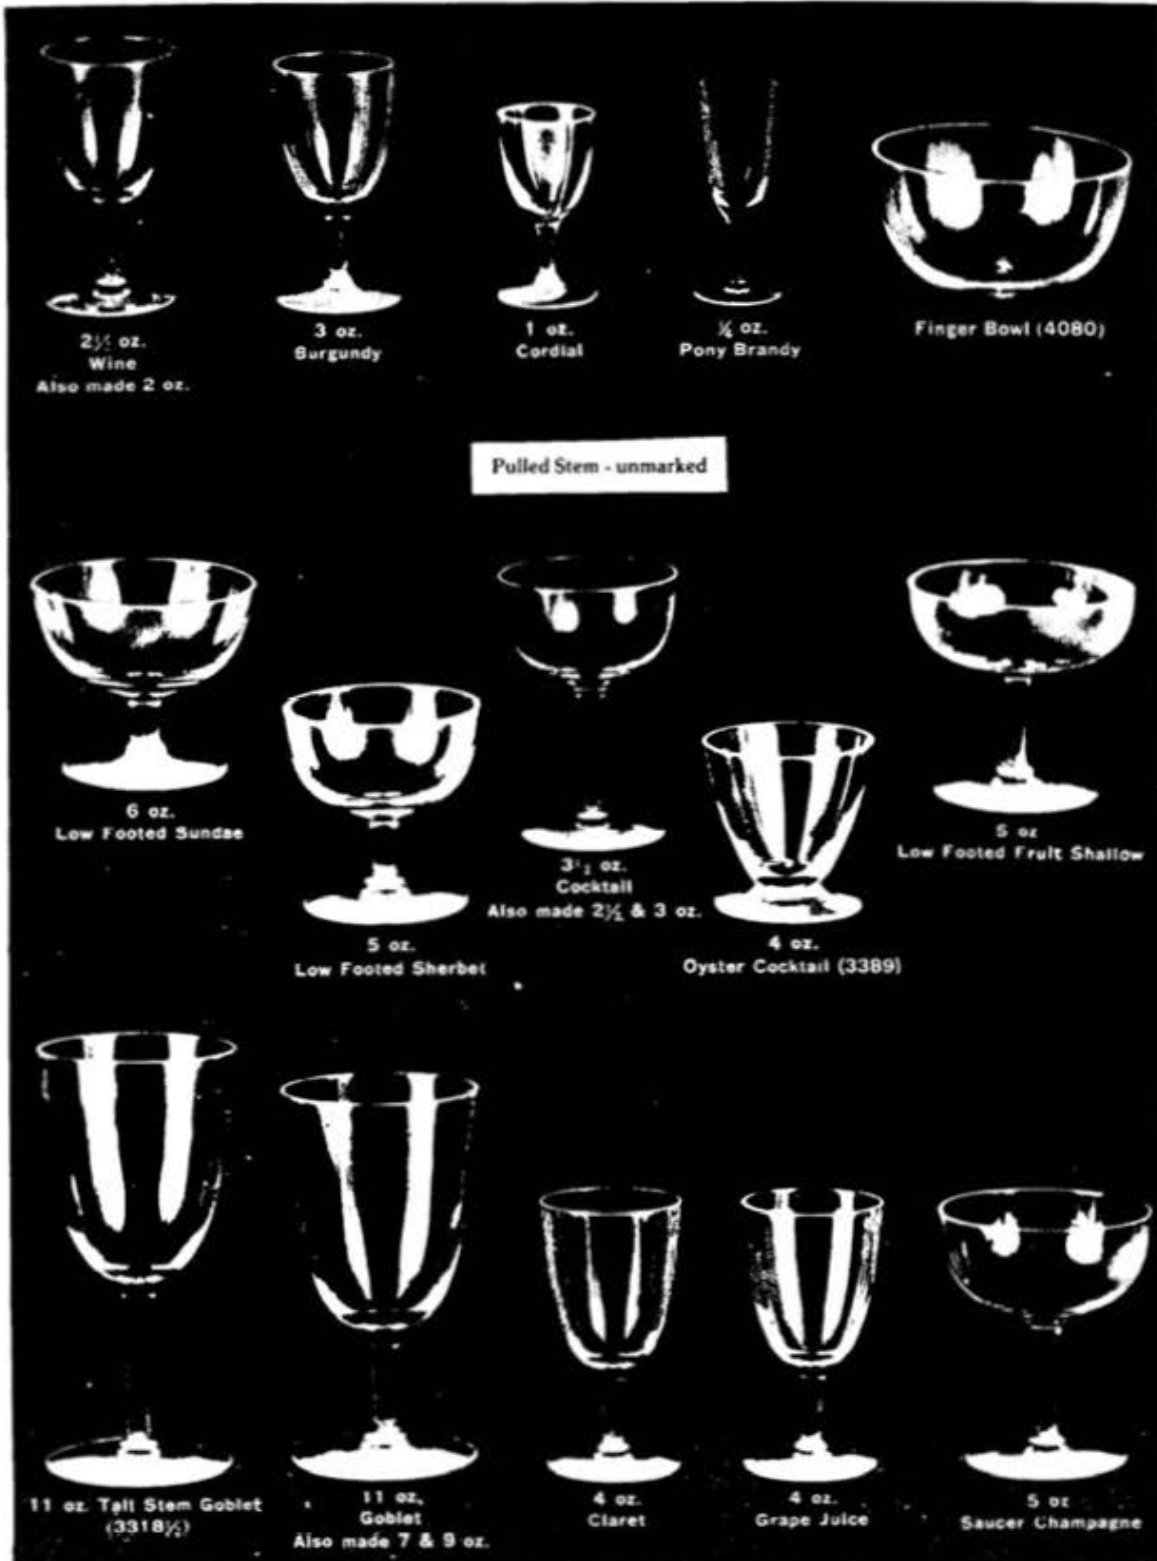 2½ oz.
Wine
Also made 2 oz.
3 oz.
Burgundy
1 oz.
Cordial
oz.
Pony Brandy
Finger Bowl (4080)
Pulled Stem - unmarked
6 oz.
Low Footed Sundae
5 oz.
Low Footed Sherbet
3½ oz.
Cocktail
Also made 2½ & 3 oz.
4 oz.
Oyster Cocktail (3389)
5 oz
Low Footed Fruit Shallow
11 oz. Tall Stem Goblet
(3318½)
11 oz.
Goblet
Also made 7 & 9 oz.
4 oz.
Claret
4 oz.
Grape Juice
5 oz
Saucer Champagne